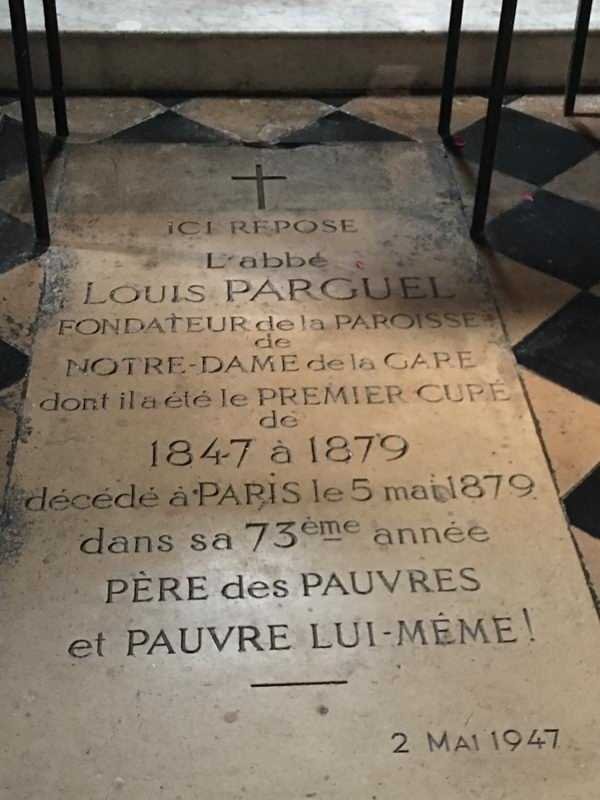 iCI REPOSE
L'abbé
LOUIS PARGUEL
FONDATEUR de la PAROISSE
de
NOTRE-DAME de la GARE
dont il a été le PREMIER CURÉ
de
1847 à 1879
décédé à PARIS le 5 mai 1879
dans sa 73ème année
PÈRE des PAUVRES
et PAUVRE LUI-MÉME!
2 MAI 1947